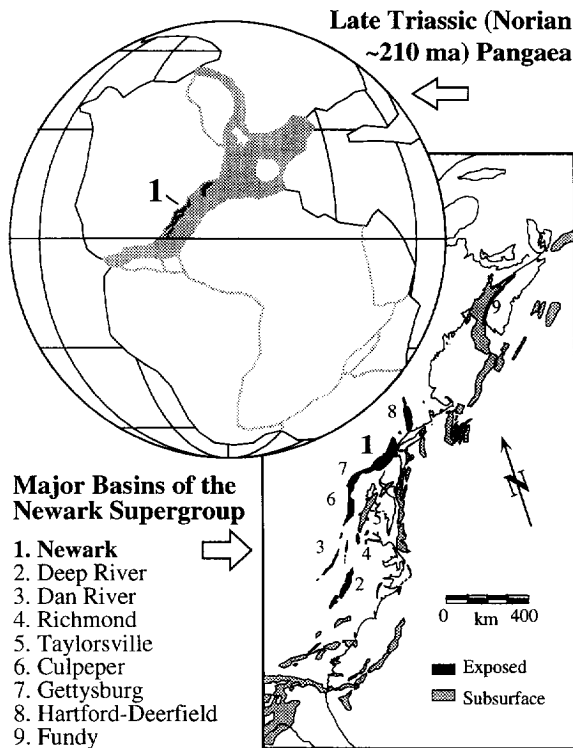 Late Triassic (Norian
~210 ma) Pangaea
1
9
8
1
7
6
5
4
3
2
N
Major Basins of the
Newark Supergroup
1. Newark
2. Deep River
3. Dan River
4. Richmond
5. Taylorsville
6. Culpeper
7. Gettysburg
8. Hartford-Deerfield
9. Fundy
0 400
km
Exposed
Subsurface